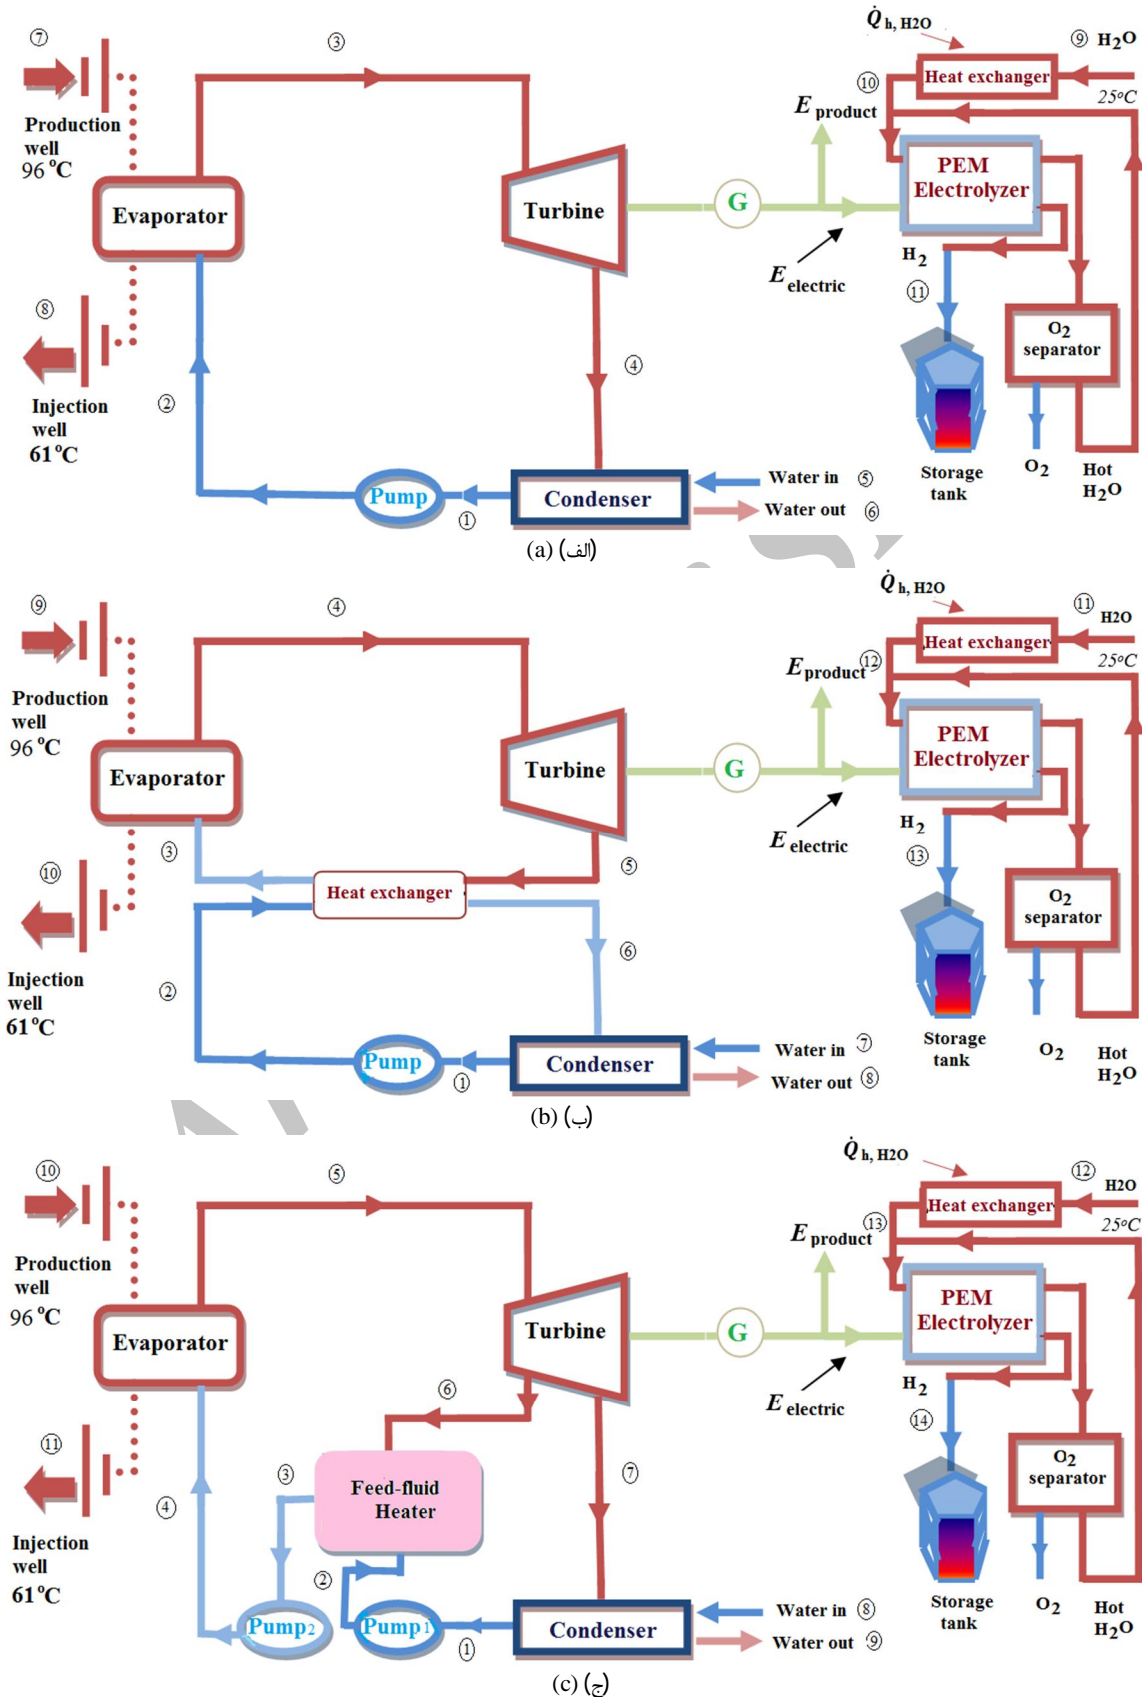 Q̇h, H2O
⑦
③
⑨ H2O
Heat exchanger
⑩
25°C
Production
well
96 °C
E product
PEM
Electrolyzer
Evaporator
Turbine
G
E electric
H2
⑧
⑪
④
O2
separator
②
Injection
well
61°C
Pump
①
Condenser
Water in ⑤
Water out ⑥
Storage
tank
O2
Hot
H2O
(a) (الف)
Q̇h, H2O
⑨
④
⑪
H2O
Heat exchanger
⑫
25°C
Production
well
96 °C
E product
PEM
Electrolyzer
Evaporator
Turbine
G
E electric
H2
③
⑤
⑬
⑩
Heat exchanger
O2
separator
⑥
Injection
well
61°C
②
Pump
①
Condenser
Water in ⑦
Water out ⑧
Storage
tank
O2
Hot
H2O
(b) (ب)
Q̇h, H2O
⑩
⑤
⑫
H2O
Heat exchanger
⑬
25°C
Production
well
96 °C
E product
PEM
Electrolyzer
Evaporator
Turbine
G
E electric
H2
⑥
⑭
⑪
③
Feed-fluid
Heater
⑦
O2
separator
④
Injection
well
61°C
②
Pump2
Pump1
①
Condenser
Water in ⑧
Water out ⑨
Storage
tank
O2
Hot
H2O
(c) (ج)